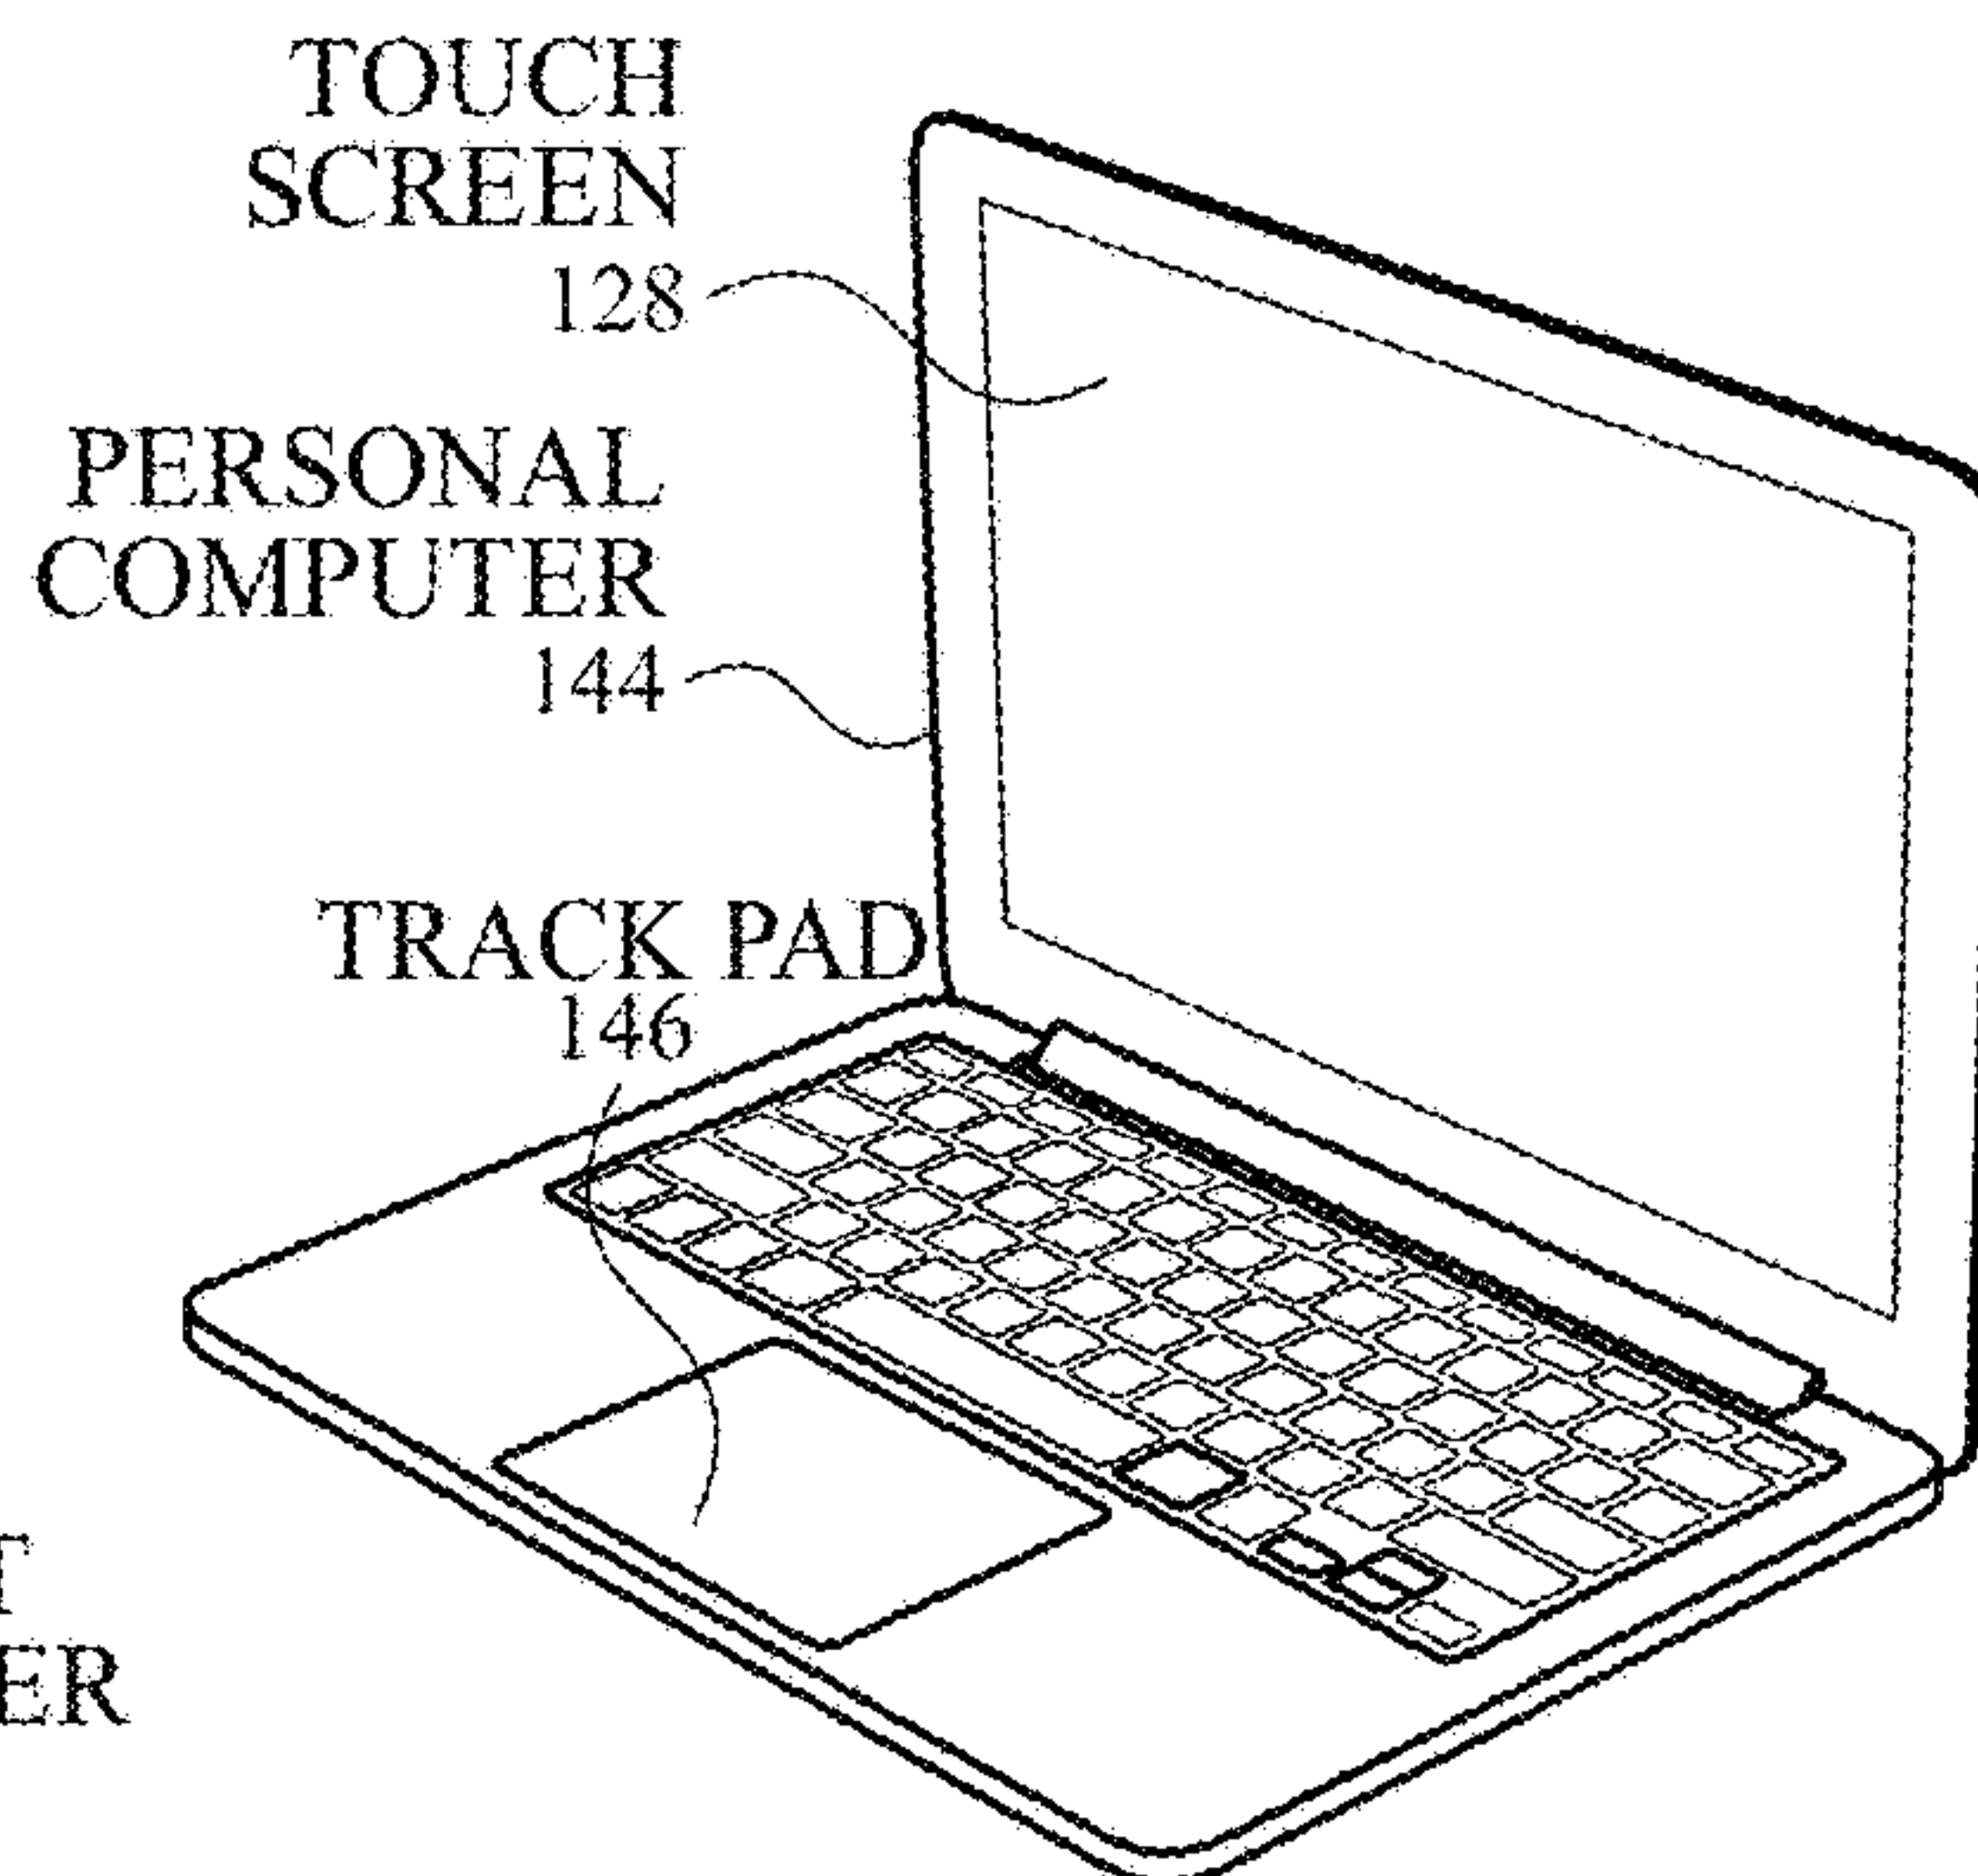 TOUCH
SCREEN
128
PERSONAL
COMPUTER
144
TRACK PAD
146